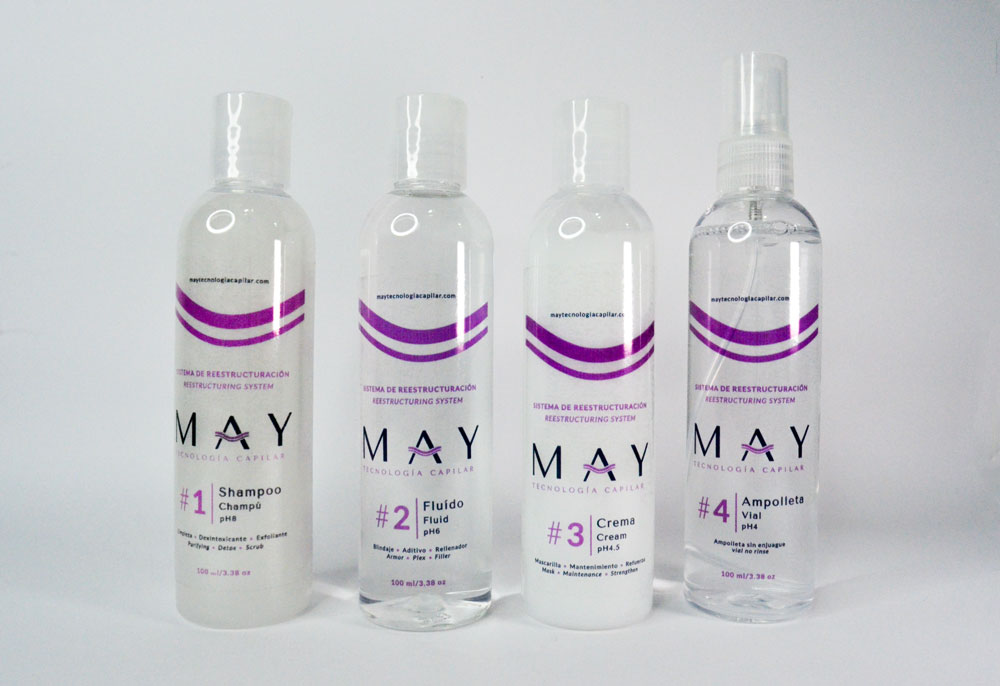 maytecnologiacapilar.com
SISTEMA DE REESTRUCTURACIÓN
REESTRUCTURING SYSTEM
MAY
TECNOLOGÍA CAPILAR
#1
Shampoo
Champú
pH8
Desintoxicante • Exfoliante
Purifying • Detox • Scrub
100 ml/3.38 oz
maytecnologiacapilar.com
SISTEMA DE REESTRUCTURACIÓN
REESTRUCTURING SYSTEM
MAY
TECNOLOGÍA CAPILAR
#2
Fluído
Fluid
pH6
Blindaje • Aditivo • Rellenador
Armor • Plex • Filler
100 ml/3.38 oz
maytecnologiacapilar.co
SISTEMA DE REESTRUCTURACIÓN
REESTRUCTURING SYSTEM
MAY
TECNOLOGÍA CAPILAR
#3
Crema
Cream
pH4.5
Mascarilla • Mantenimiento • Refuerzo
Mask • Maintenance • Strengthen
maytecnologiacapilar.com
SISTEMA DE REESTRUCTURACIÓN
REESTRUCTURING SYSTEM
MAY
TECNOLOGÍA CAPILAR
#4
Ampolleta
Vial
pH4
Ampolleta sin enjuague
vial no rinse
100 ml/3.38 oz